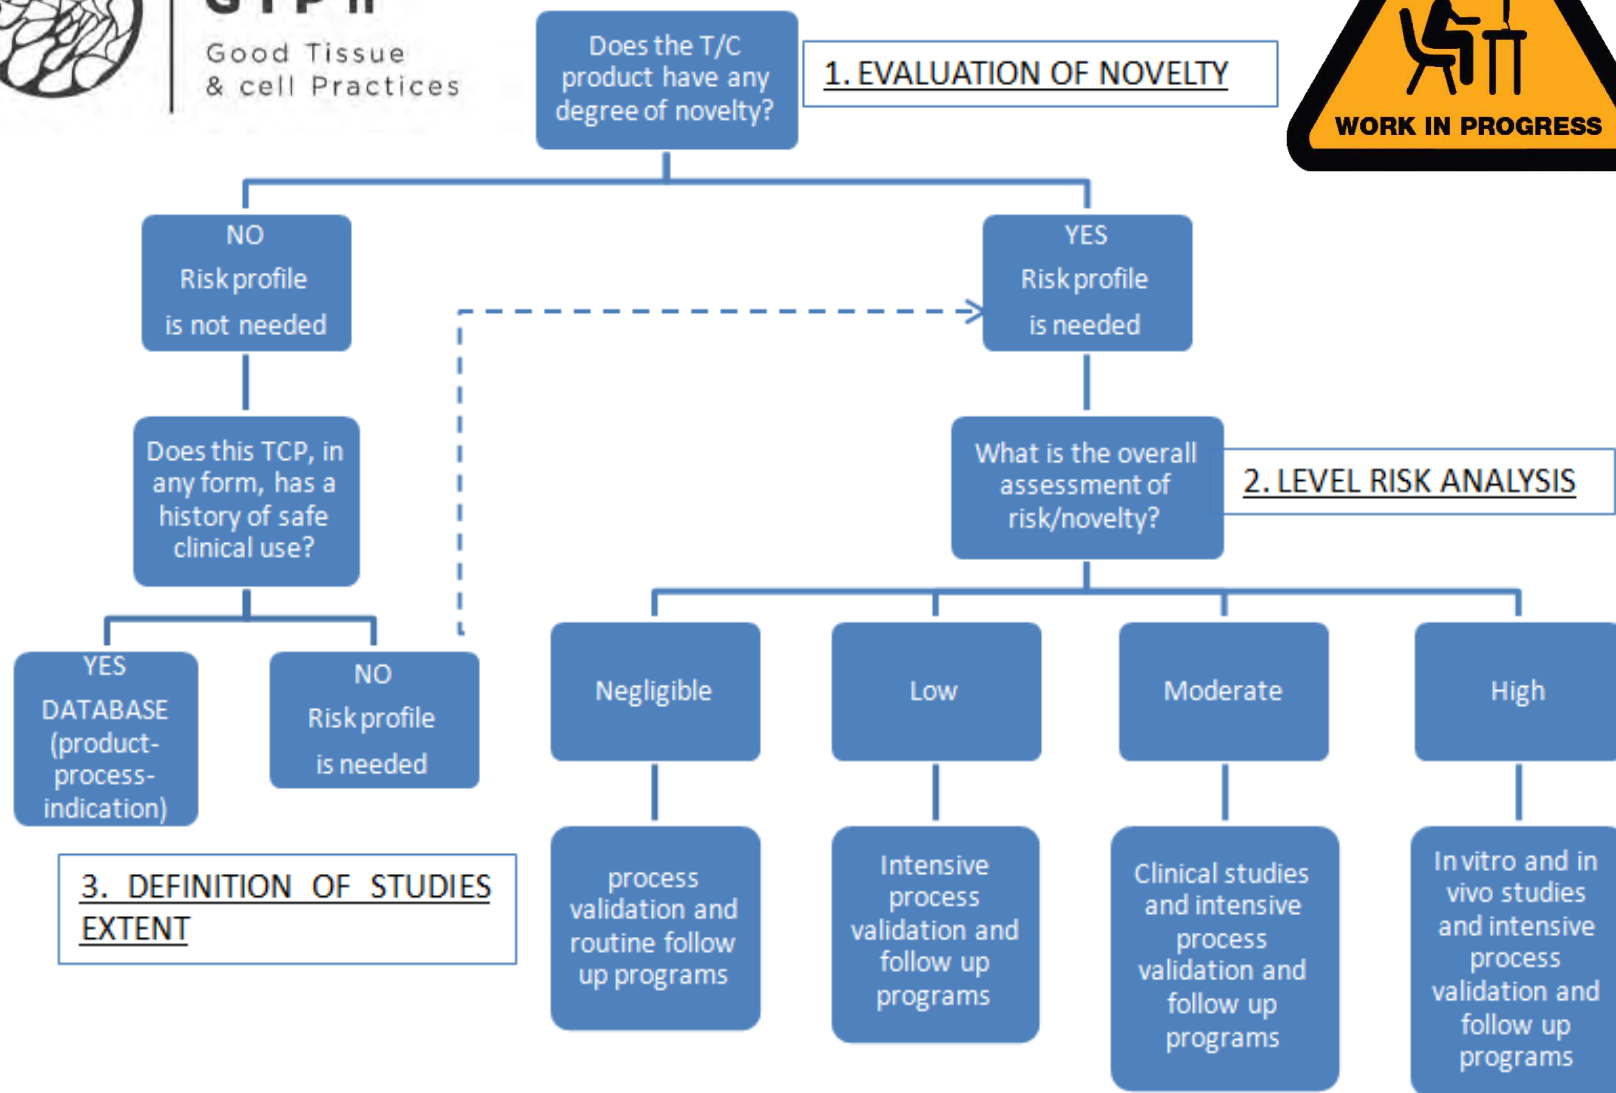 Good Tissue
& cell Practices
Does the T/C
product have any
degree of novelty?
1. EVALUATION OF NOVELTY
WORK IN PROGRESS
NO
Risk profile
is not needed
YES
Risk profile
is needed
Does this TCP, in
any form, has a
history of safe
clinical use?
What is the overall
assessment of
risk/novelty?
2. LEVEL RISK ANALYSIS
YES
DATABASE
(product-
process-
indication)
NO
Risk profile
is needed
Negligible
Low
Moderate
High
3. DEFINITION OF STUDIES
EXTENT
process
validation and
routine follow
up programs
Intensive
process
validation and
follow up
programs
Clinical studies
and intensive
process
validation and
follow up
programs
In vitro and in
vivo studies
and intensive
process
validation and
follow up
programs